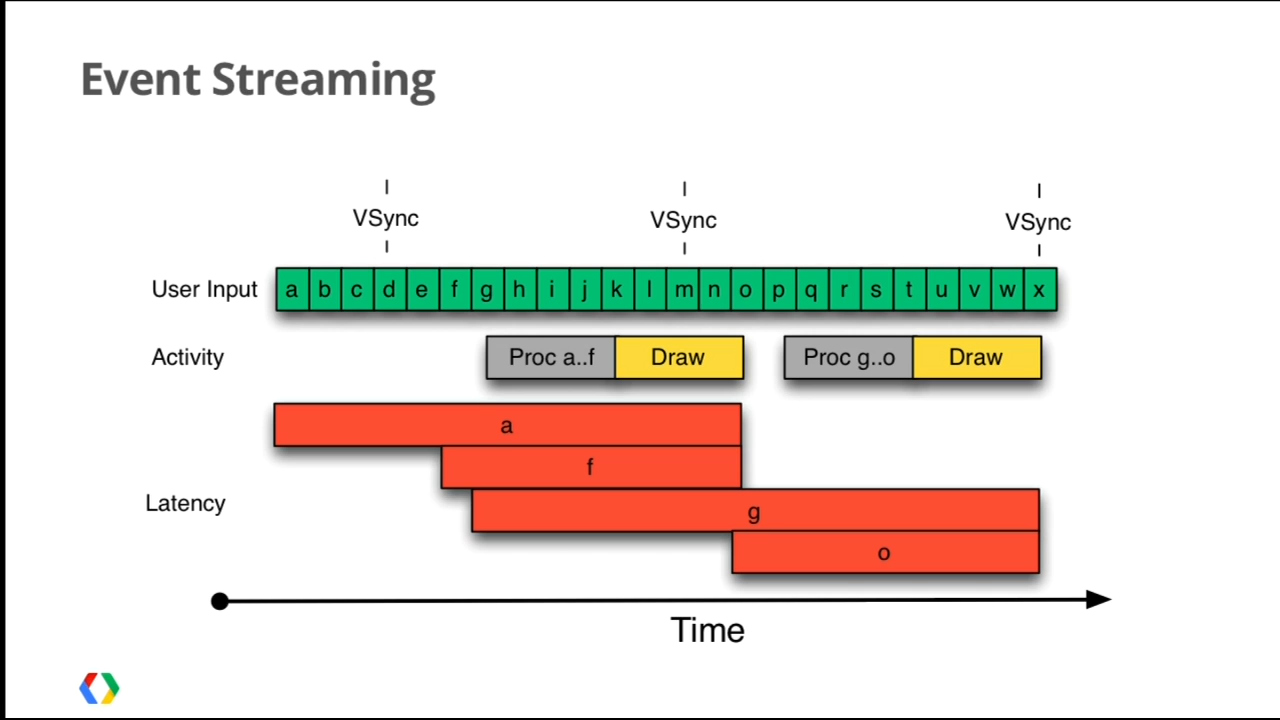 Event Streaming
VSync VSync VSync
User Input a b c d e f g h i j k l m n o p q r s t u v w x
Activity Proc a..f Draw Proc g..o Draw
a
f
Latency g
o
Time